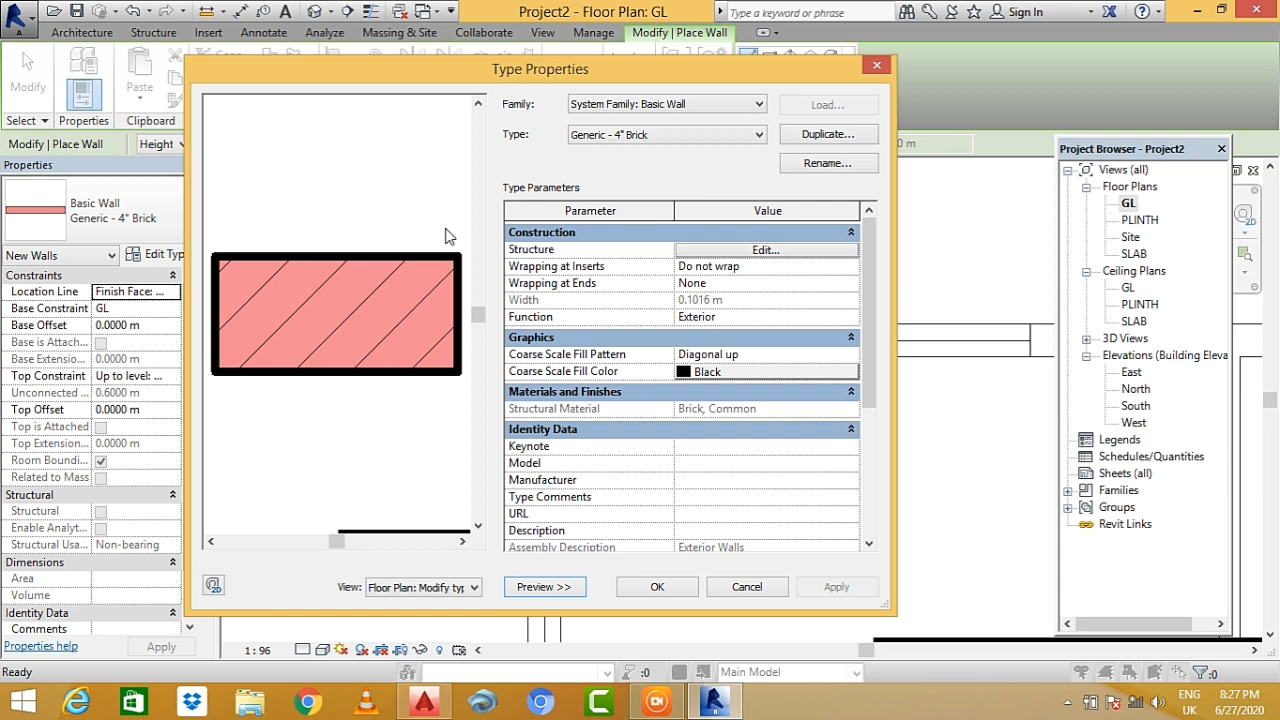 Project2 - Floor Plan: GL
Type a keyword or phrase
Sign In
Architecture Structure Insert Annotate Analyze Massing & Site Collaborate View Manage Modify | Place Wall
Modify
Paste
Select
Properties
Clipboard
Modify | Place Wall
Height
Properties
Basic Wall
Generic - 4" Brick
New Walls
Edit Typ
Constraints
Location Line Finish Face: ...
Base Constraint GL
Base Offset 0.0000 m
Base is Attach...
Base Extension... 0.0000 m
Top Constraint Up to level: ...
Unconnected ... 0.6000 m
Top Offset 0.0000 m
Top is Attached
Top Extension... 0.0000 m
Room Boundi...
Related to Mass
Structural
Structural
Enable Analyt...
Structural Usa... Non-bearing
Dimensions
Area
Volume
Identity Data
Comments
Properties help
Apply
Type Properties
Family: System Family: Basic Wall Load...
Type: Generic - 4" Brick Duplicate...
Rename...
Type Parameters
Parameter Value
Construction
Structure Edit...
Wrapping at Inserts Do not wrap
Wrapping at Ends None
Width 0.1016 m
Function Exterior
Graphics
Coarse Scale Fill Pattern Diagonal up
Coarse Scale Fill Color Black
Materials and Finishes
Structural Material Brick, Common
Identity Data
Keynote
Model
Manufacturer
Type Comments
URL
Description
Assembly Description Exterior Walls
View: Floor Plan: Modify typ
Preview >>
OK
Cancel
Apply
0 m
Project Browser - Project2
Views (all)
Floor Plans
GL
PLINTH
Site
SLAB
Ceiling Plans
GL
PLINTH
SLAB
3D Views
Elevations (Building Eleva
East
North
South
West
Legends
Schedules/Quantities
Sheets (all)
Families
Groups
Revit Links
1 : 96
Ready
:0
Main Model
:0
ENG
UK
8:27 PM
6/27/2020